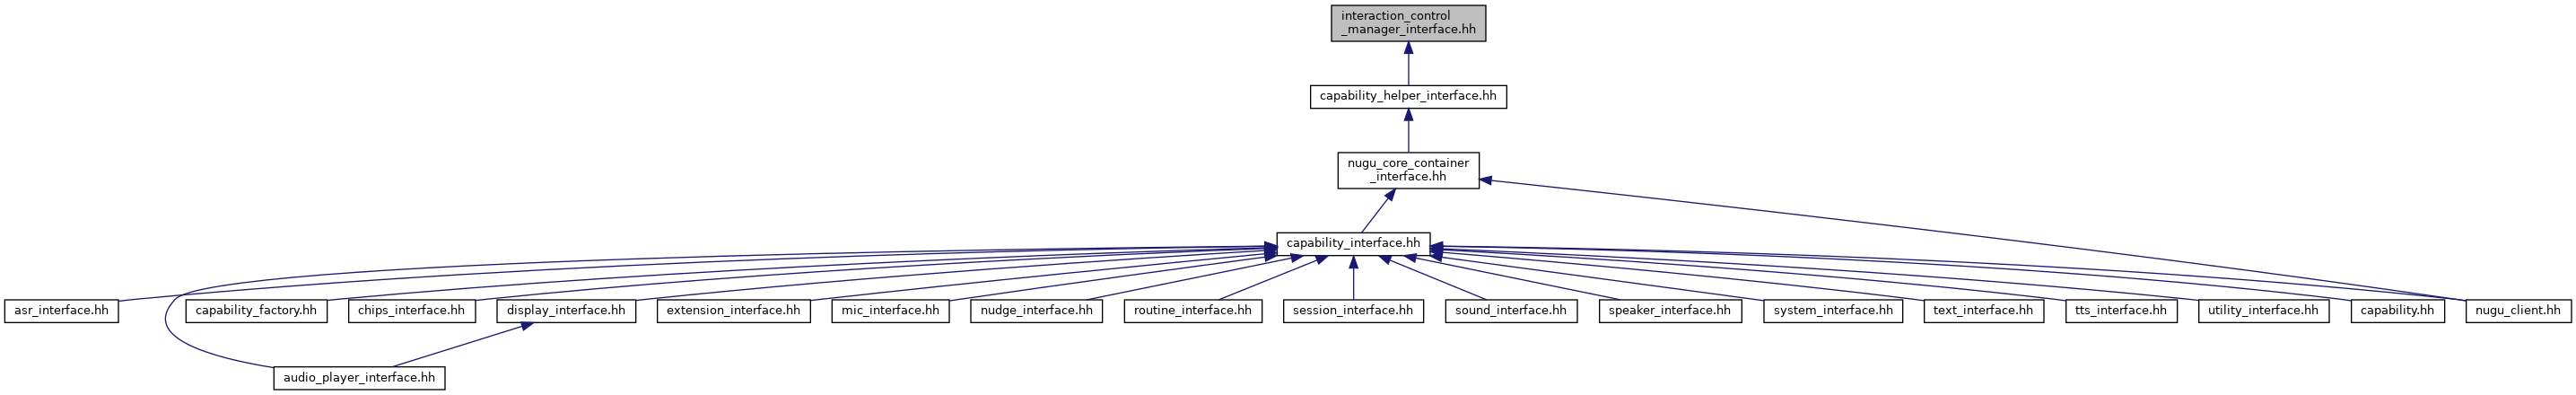 interaction_control
_manager_interface.hh
capability_helper_interface.hh
nugu_core_container
_interface.hh
capability_interface.hh
asr_interface.hh
capability_factory.hh
chips_interface.hh
display_interface.hh
extension_interface.hh
mic_interface.hh
nudge_interface.hh
routine_interface.hh
session_interface.hh
sound_interface.hh
speaker_interface.hh
system_interface.hh
text_interface.hh
tts_interface.hh
utility_interface.hh
capability.hh
nugu_client.hh
audio_player_interface.hh